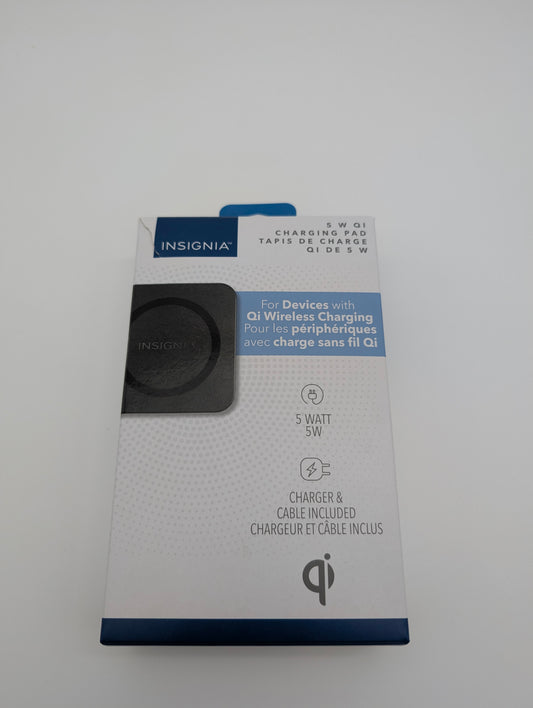 INSIGNIA™
5 W QI
CHARGING PAD
TAPIS DE CHARGE
QI DE 5 W
For Devices with
Qi Wireless Charging
Pour les périphériques
avec charge sans fil Qi
INSIGNIA
5 WATT
5W
CHARGER &
CABLE INCLUDED
CHARGEUR ET CÂBLE INCLUS
qi